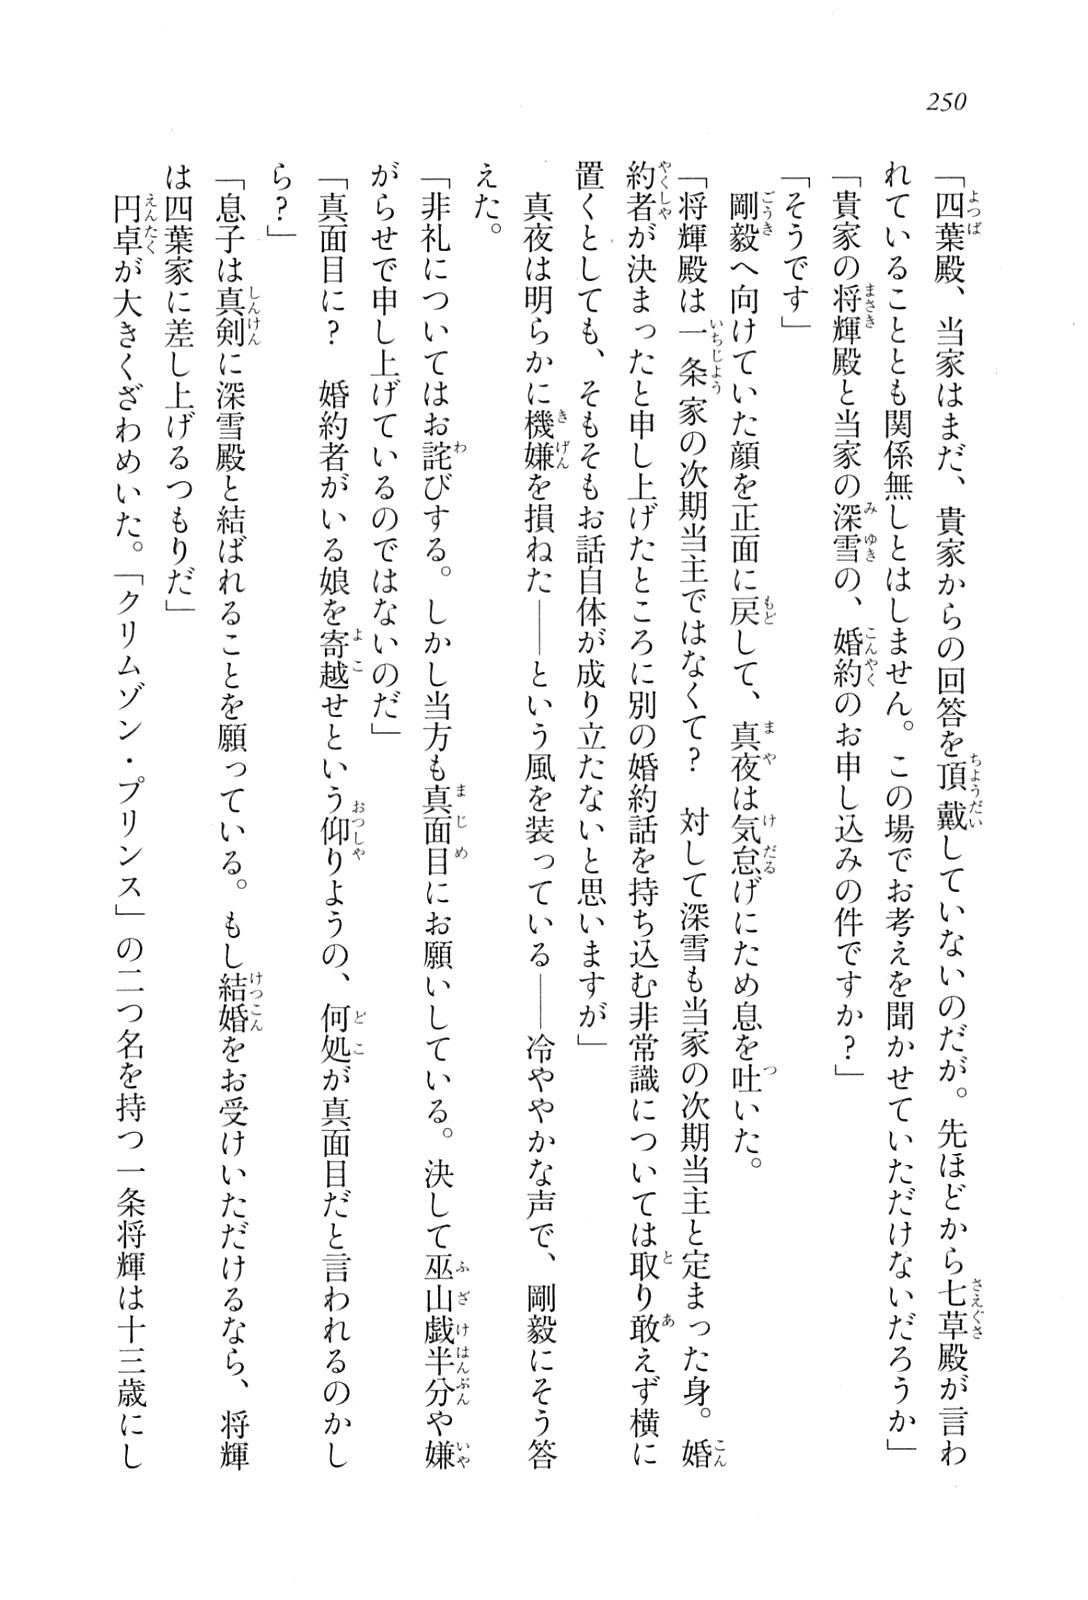 250
「四葉殿、当家はまだ、貴家からの回答を頂戴していないのだが。先ほどから七草殿が言わ
れていることとも関係無しとはしません。この場でお考えを聞かせていただけないだろうか」
「貴家の将輝殿と当家の深雪の、婚約のお申し込みの件ですか？」
「そうです」
　剛毅へ向けていた顔を正面に戻して、真夜は気怠げにため息を吐いた。
「将輝殿は一条家の次期当主ではなくて？　対して深雪も当家の次期当主と定まった身。婚
約者が決まったと申し上げたところに別の婚約話を持ち込む非常識については取り敢えず横に
置くとしても、そもそもお話自体が成り立たないと思いますが」
　真夜は明らかに機嫌を損ねた――という風を装っている――冷ややかな声で、剛毅にそう答
えた。
「非礼についてはお詫びする。しかし当方も真面目にお願いしている。決して巫山戯半分や嫌
がらせで申し上げているのではないのだ」
「真面目に？　婚約者がいる娘を寄越せという仰りようの、何処が真面目だと言われるのかし
ら？」
「息子は真剣に深雪殿と結ばれることを願っている。もし結婚をお受けいただけるなら、将輝
は四葉家に差し上げるつもりだ」
　円卓が大きくざわめいた。「クリムゾン・プリンス」の二つ名を持つ一条将輝は十三歳にし